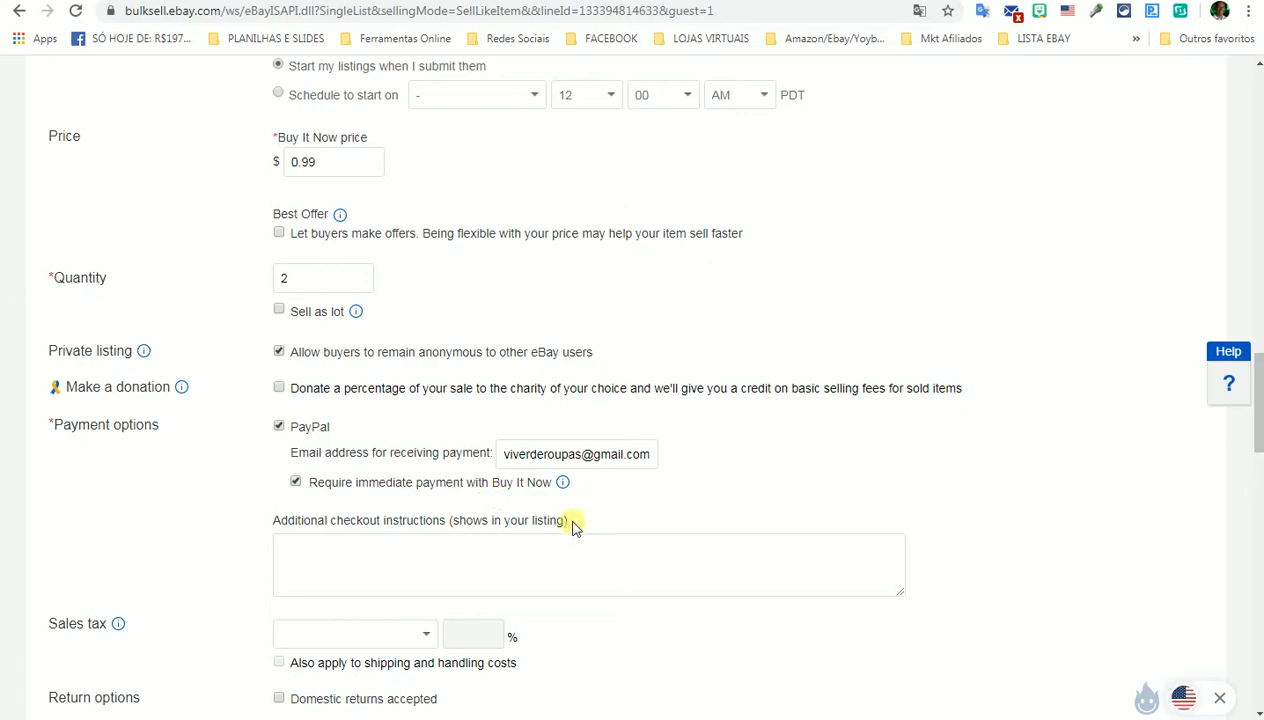 bulksell.ebay.com/ws/eBayISAPI.dll?SingleList&sellingMode=SellLikeItem&&lineId=133394814633&guest=1
Apps SÓ HOJE DE: R$197... PLANILHAS E SLIDES Ferramentas Online Redes Sociais FACEBOOK LOJAS VIRTUAIS Amazon/Ebay/Yoyb... Mkt Afiliados LISTA EBAY » Outros favoritos
Start my listings when I submit them
Schedule to start on - 12 00 AM PDT
Price
*Buy It Now price
$ 0.99
Best Offer
Let buyers make offers. Being flexible with your price may help your item sell faster
*Quantity 2
Sell as lot
Private listing Allow buyers to remain anonymous to other eBay users
Help
?
Make a donation Donate a percentage of your sale to the charity of your choice and we'll give you a credit on basic selling fees for sold items
*Payment options PayPal
Email address for receiving payment: viverderoupas@gmail.com
Require immediate payment with Buy It Now
Additional checkout instructions (shows in your listing)
Sales tax %
Also apply to shipping and handling costs
Return options Domestic returns accepted